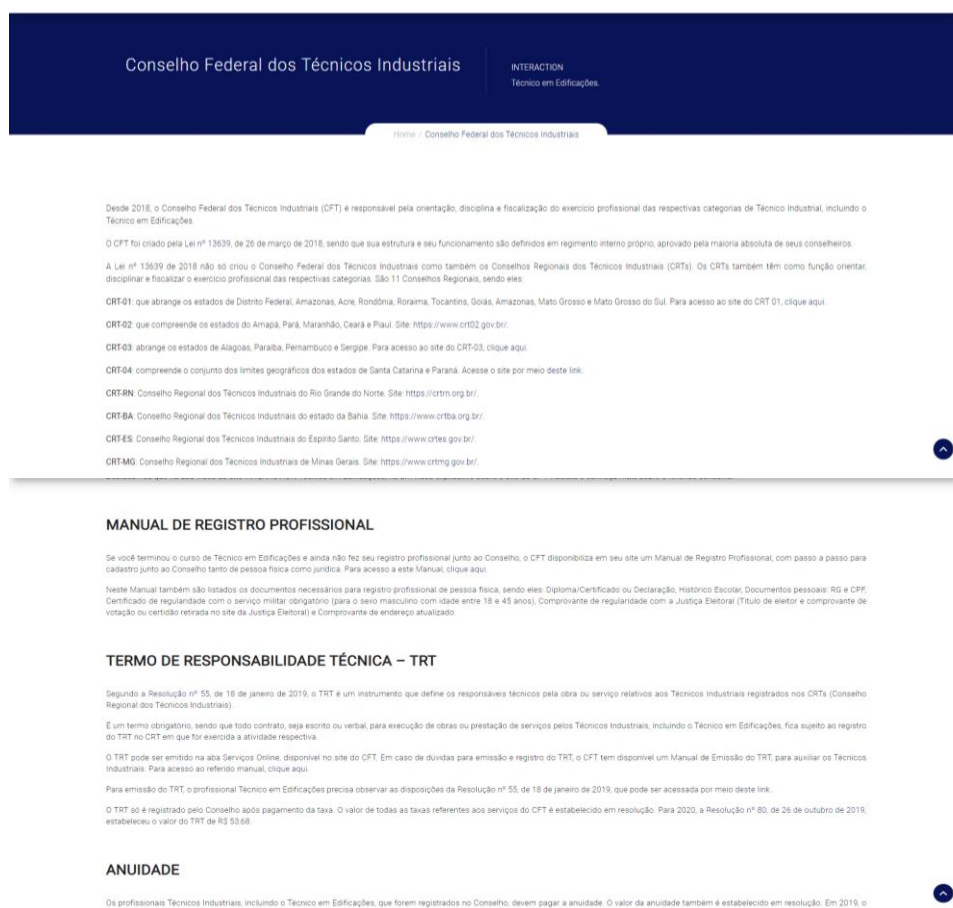 Conselho Federal dos Técnicos Industriais
INTERACTION
Técnico em Edificações.
Home / Conselho Federal dos Técnicos Industriais
Desde 2018, o Conselho Federal dos Técnicos Industriais (CFT) é responsável pela orientação, disciplina e fiscalização do exercício profissional das respectivas categorias de Técnico Industrial, incluindo o
Técnico em Edificações.
O CFT foi criado pela Lei nº 13639, de 26 de março de 2018, sendo que sua estrutura e seu funcionamento são definidos em regimento interno próprio, aprovado pela maioria absoluta de seus conselheiros.
A Lei nº 13639 de 2018 não só criou o Conselho Federal dos Técnicos Industriais como também os Conselhos Regionais dos Técnicos Industriais (CRTs). Os CRTs também têm como função orientar,
disciplinar e fiscalizar o exercício profissional das respectivas categorias. São 11 Conselhos Regionais, sendo eles:
CRT-01: que abrange os estados de Distrito Federal, Amazonas, Acre, Rondônia, Roraima, Tocantins, Goiás, Amazonas, Mato Grosso e Mato Grosso do Sul. Para acesso ao site do CRT 01, clique aqui.
CRT-02: que compreende os estados do Amapá, Pará, Maranhão, Ceará e Piauí. Site: https://www.crt02.gov.br/.
CRT-03: abrange os estados de Alagoas, Paraíba, Pernambuco e Sergipe. Para acesso ao site do CRT-03, clique aqui.
CRT-04: compreende o conjunto dos limites geográficos dos estados de Santa Catarina e Paraná. Acesse o site por meio deste link.
CRT-RN: Conselho Regional dos Técnicos Industriais do Rio Grande do Norte. Site: https://crtrn.org.br/.
CRT-BA: Conselho Regional dos Técnicos Industriais do estado da Bahia. Site: https://www.crtba.org.br/.
CRT-ES: Conselho Regional dos Técnicos Industriais do Espírito Santo. Site: https://www.crtes.gov.br/.
CRT-MG: Conselho Regional dos Técnicos Industriais de Minas Gerais. Site: https://www.crtmg.gov.br/.
MANUAL DE REGISTRO PROFISSIONAL
Se você terminou o curso de Técnico em Edificações e ainda não fez seu registro profissional junto ao Conselho, o CFT disponibiliza em seu site um Manual de Registro Profissional, com passo a passo para
cadastro junto ao Conselho tanto de pessoa física como jurídica. Para acesso a este Manual, clique aqui.
Neste Manual também são listados os documentos necessários para registro profissional de pessoa física, sendo eles: Diploma/Certificado ou Declaração, Histórico Escolar, Documentos pessoais: RG e CPF,
Certificado de regularidade com o serviço militar obrigatório (para o sexo masculino com idade entre 18 e 45 anos), Comprovante de regularidade com a Justiça Eleitoral (Título de eleitor e comprovante de
votação ou certidão retirada no site da Justiça Eleitoral) e Comprovante de endereço atualizado.
TERMO DE RESPONSABILIDADE TÉCNICA – TRT
Segundo a Resolução nº 55, de 18 de janeiro de 2019, o TRT é um instrumento que define os responsáveis técnicos pela obra ou serviço relativos aos Técnicos Industriais registrados nos CRTs (Conselho
Regional dos Técnicos Industriais).
É um termo obrigatório, sendo que todo contrato, seja escrito ou verbal, para execução de obras ou prestação de serviços pelos Técnicos Industriais, incluindo o Técnico em Edificações, fica sujeito ao registro
do TRT no CRT em que for exercida a atividade respectiva.
O TRT pode ser emitido na aba Serviços Online, disponível no site do CFT. Em caso de dúvidas para emissão e registro do TRT, o CFT tem disponível um Manual de Emissão do TRT, para auxiliar os Técnicos
Industriais. Para acesso ao referido manual, clique aqui.
Para emissão do TRT, o profissional Técnico em Edificações precisa observar as disposições da Resolução nº 55, de 18 de janeiro de 2019, que pode ser acessada por meio deste link.
O TRT só é registrado pelo Conselho após pagamento da taxa. O valor de todas as taxas referentes aos serviços do CFT é estabelecido em resolução. Para 2020, a Resolução nº 80, de 26 de outubro de 2019,
estabeleceu o valor do TRT de R$ 53,68.
ANUIDADE
Os profissionais Técnicos Industriais, incluindo o Técnico em Edificações, que forem registrados no Conselho, devem pagar a anuidade. O valor da anuidade também é estabelecido em resolução. Em 2019, o